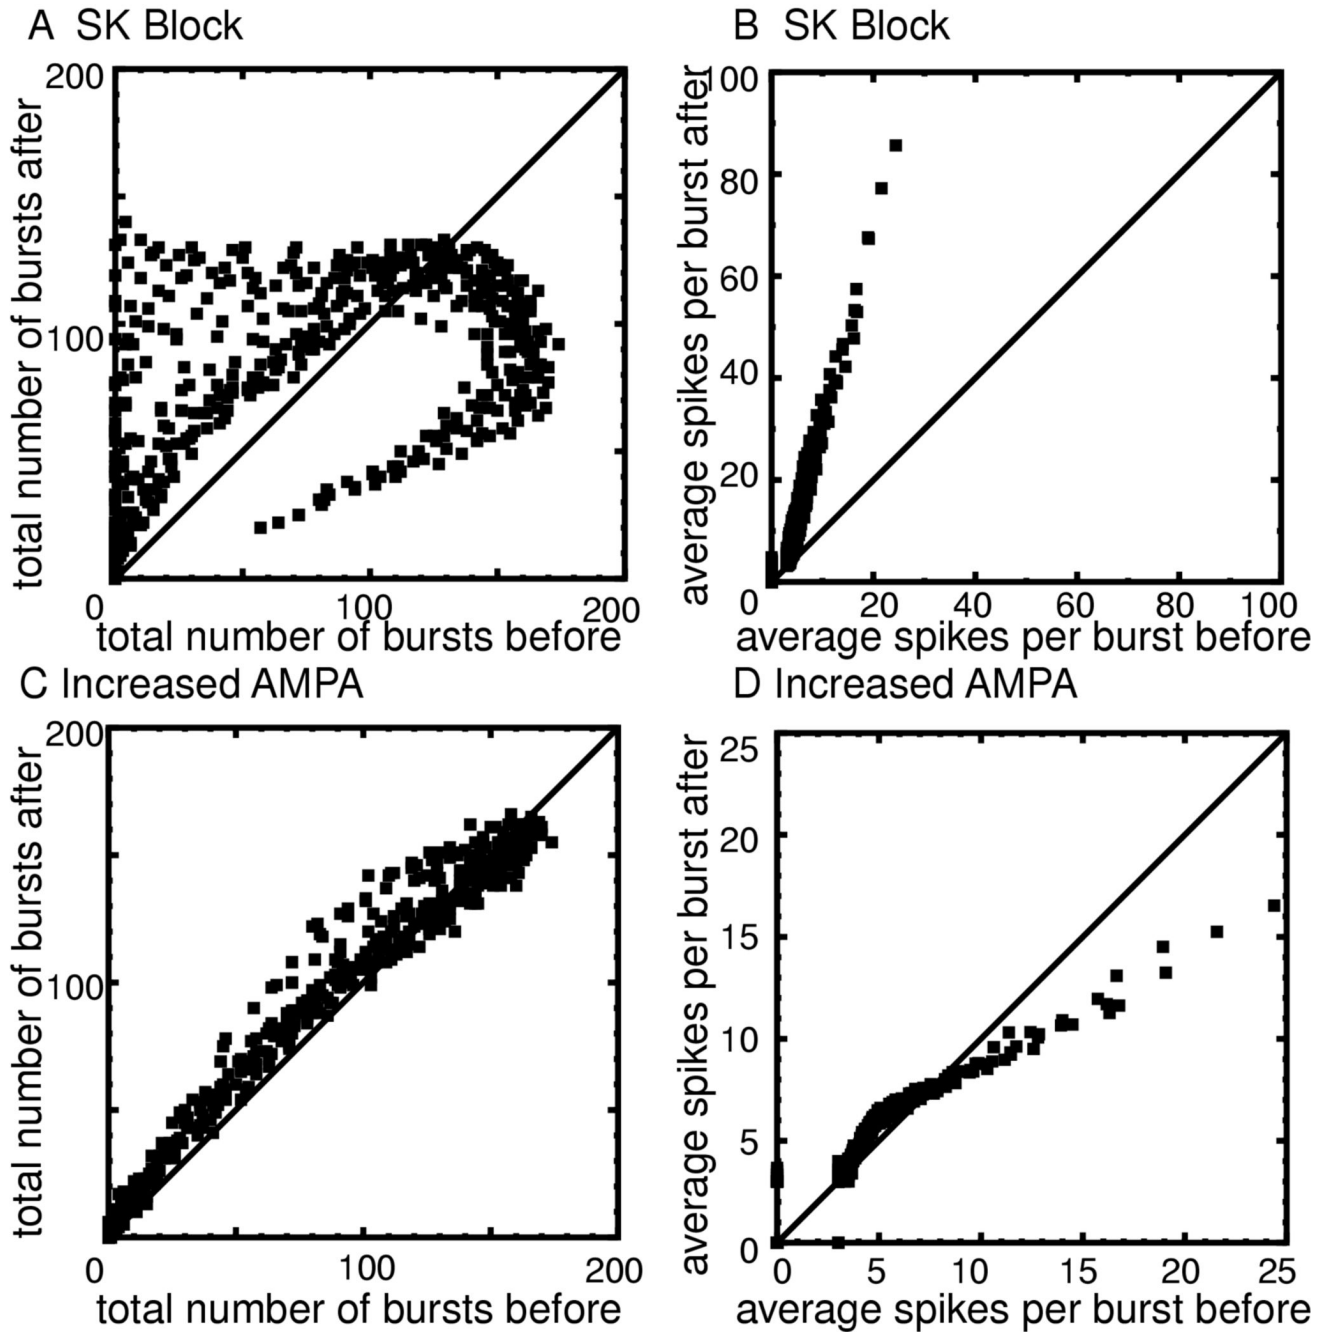 A SK Block
200
100
0
100
200
total number of bursts after
total number of bursts before
B SK Block
100
80
60
40
20
0
20
40
60
80
100
average spikes per burst after
average spikes per burst before
C Increased AMPA
200
100
0
100
200
total number of bursts after
total number of bursts before
D Increased AMPA
25
20
15
10
5
0
0
5
10
15
20
25
average spikes per burst after
average spikes per burst before